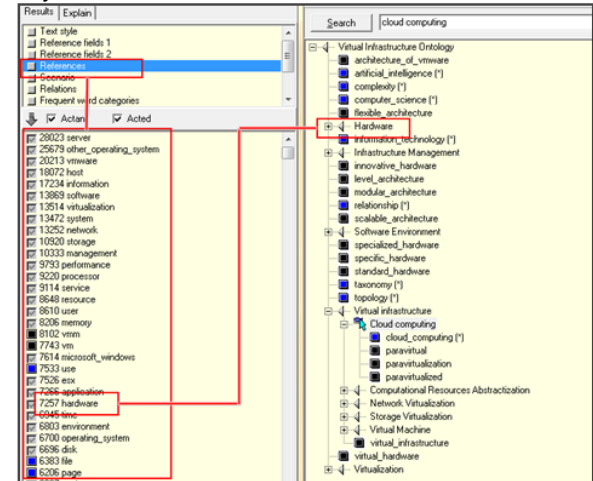 Results
Explain
Text style
Reference fields 1
Reference fields 2
References
Scenario
Relations
Frequent word categories
Actant
Acted
28023 server
25679 other_operating_system
20213 vmware
18072 host
17234 information
13869 software
13514 virtualization
13472 system
13252 network
10920 storage
10333 management
9793 performance
9220 processor
9114 service
8648 resource
8610 user
8206 memory
8102 vmm
7743 vm
7614 microsoft_windows
7533 use
7526 esx
7266 application
7257 hardware
6945 time
6803 environment
6700 operating_system
6696 disk
6383 file
6206 page
Search
cloud computing
Virtual Infrastructure Ontology
architecture_of_vmware
artificial_intelligence (*)
complexity (*)
computer_science (*)
flexible_architecture
Hardware
information_technology (*)
Infrastructure Management
innovative_hardware
level_architecture
modular_architecture
relationship (*)
scalable_architecture
Software Environment
specialized_hardware
specific_hardware
standard_hardware
taxonomy (*)
topology (*)
Virtual infrastructure
Cloud computing
cloud_computing (*)
paravirtual
paravirtualization
paravirtualized
Computational Resources Abstractization
Network Virtualization
Storage Virtualization
Virtual Machine
virtual_infrastructure
virtual_hardware
Virtualization